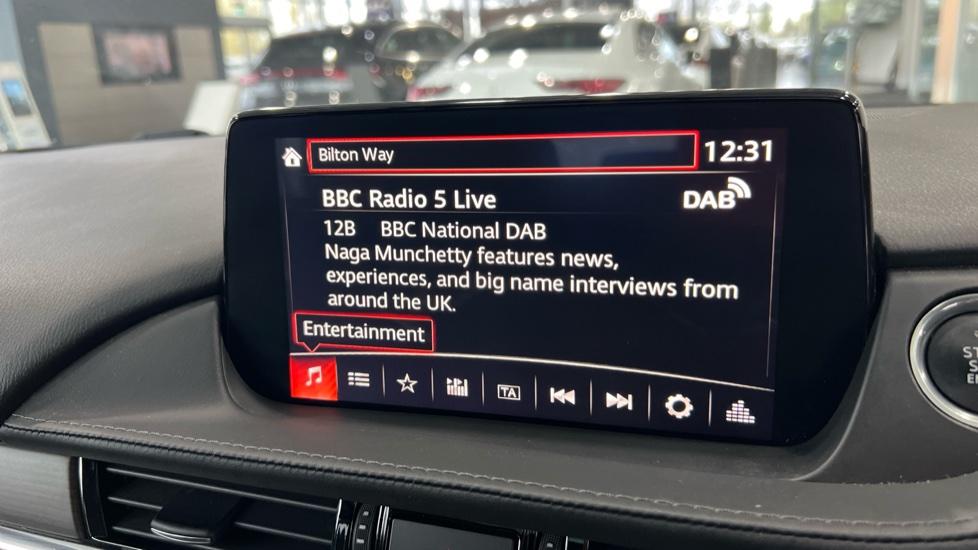 Bilton Way
12:31
BBC Radio 5 Live
DAB
12B BBC National DAB
Naga Munchetty features news,
experiences, and big name interviews from
around the UK.
Entertainment
TA